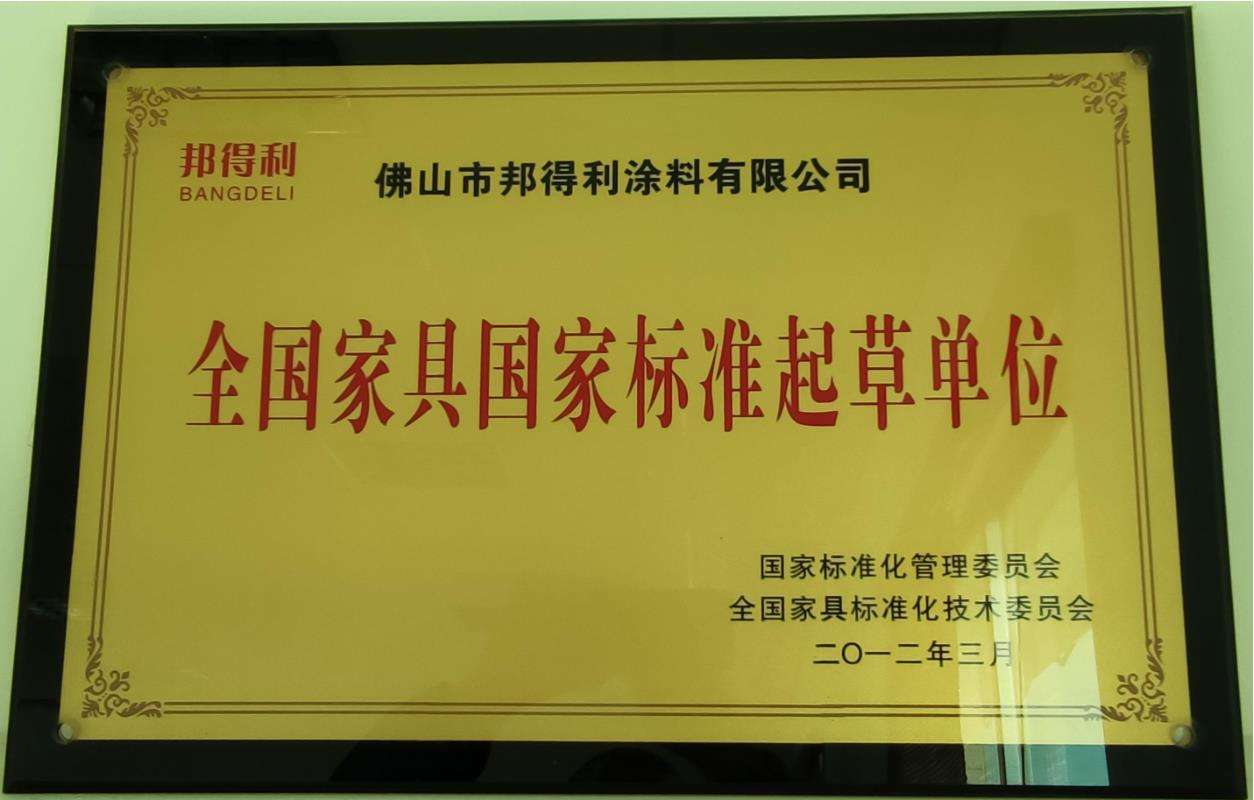 邦得利
BANGDELI
佛山市邦得利涂料有限公司
全国家具国家标准起草单位
国家标准化管理委员会
全国家具标准化技术委员会
二〇一二年三月